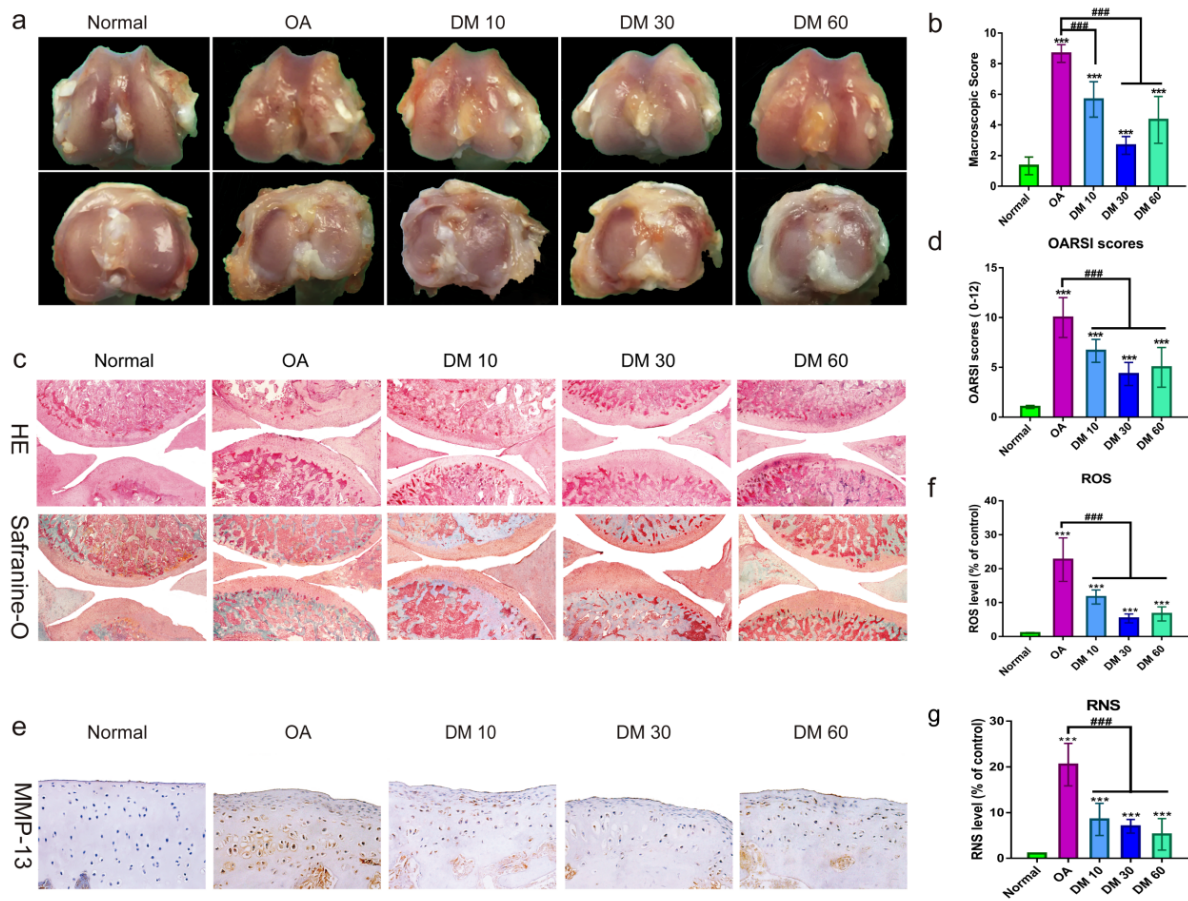 a
Normal OA DM 10 DM 30 DM 60
b
Macroscopic Score
10
8
6
4
2
0
***
###
###
***
***
***
Normal OA DM 10 DM 30 DM 60
c
Normal OA DM 10 DM 30 DM 60
HE
Safranine-O
d
OARSI scores
OARSI scores ( 0-12)
15
10
5
0
###
***
***
***
***
Normal OA DM 10 DM 30 DM 60
e
Normal OA DM 10 DM 30 DM 60
MMP-13
f
ROS
ROS level (% of control)
40
30
20
10
0
###
***
***
***
***
Normal OA DM 10 DM 30 DM 60
g
RNS
RNS level (% of control)
30
20
10
0
###
***
***
***
***
Normal OA DM 10 DM 30 DM 60